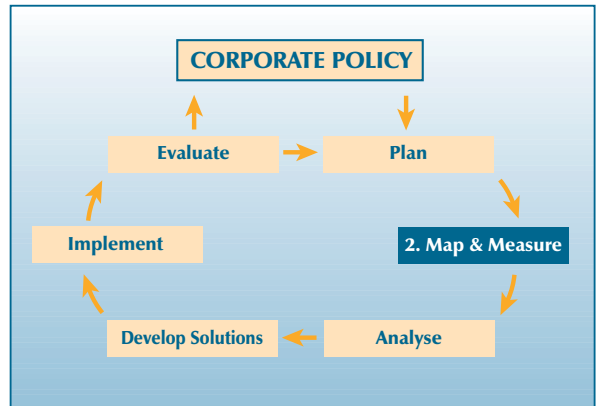 CORPORATE POLICY
Evaluate
Plan
Implement
2. Map & Measure
Develop Solutions
Analyse